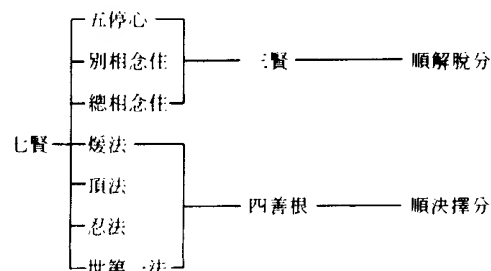 五停心
別相念住
三賢
順解脫分
總相念住
七賢
煖法
頂法
四善根
順決擇分
忍法
世第一法